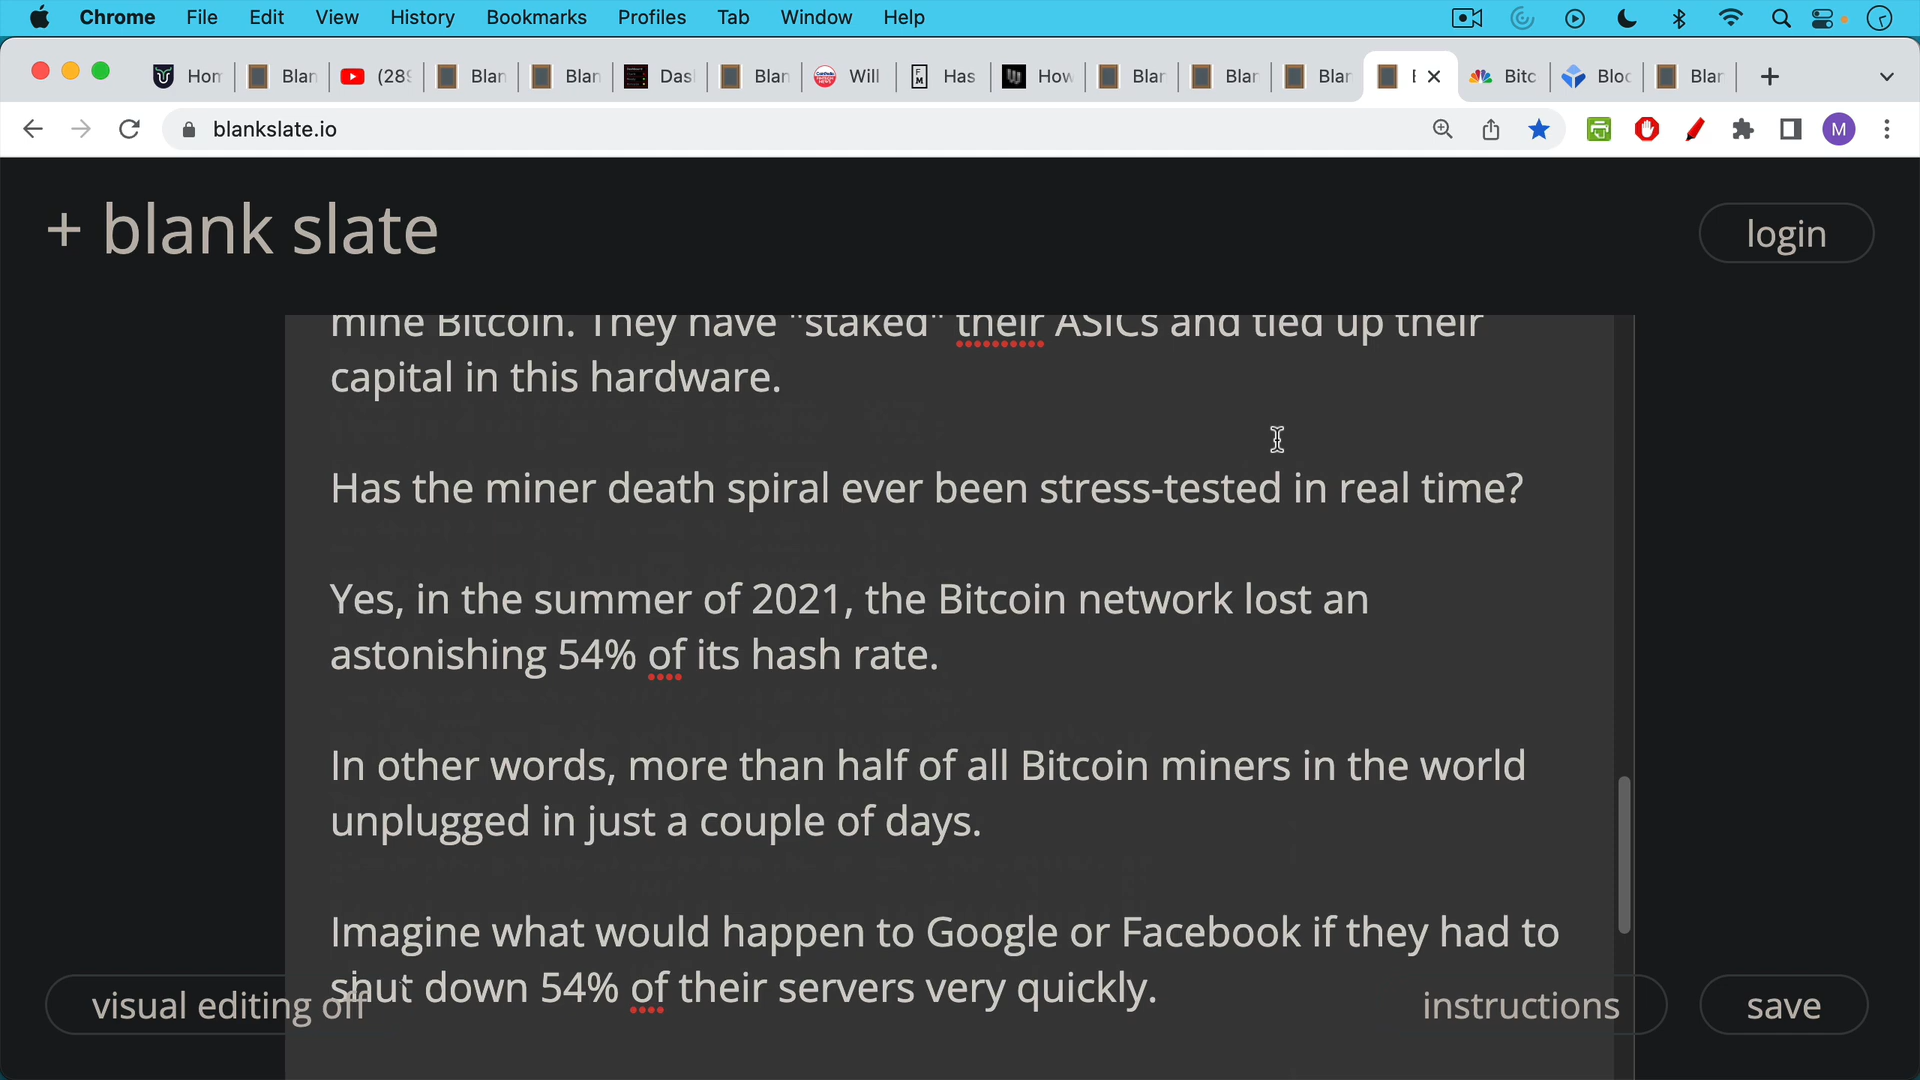 Chrome File Edit View History Bookmarks Profiles Tab Window Help
Hom Blan (289 Blan Blan Das Blan Will Has How Blar Blar Blar Bitc Bloc Blar
blankslate.io M
+ blank slate
login
mine Bitcoin. They have "staked" their ASICs and tied up their
capital in this hardware.
Has the miner death spiral ever been stress-tested in real time?
Yes, in the summer of 2021, the Bitcoin network lost an
astonishing 54% of its hash rate.
In other words, more than half of all Bitcoin miners in the world
unplugged in just a couple of days.
Imagine what would happen to Google or Facebook if they had to
shut down 54% of their servers very quickly.
visual editing off
instructions
save